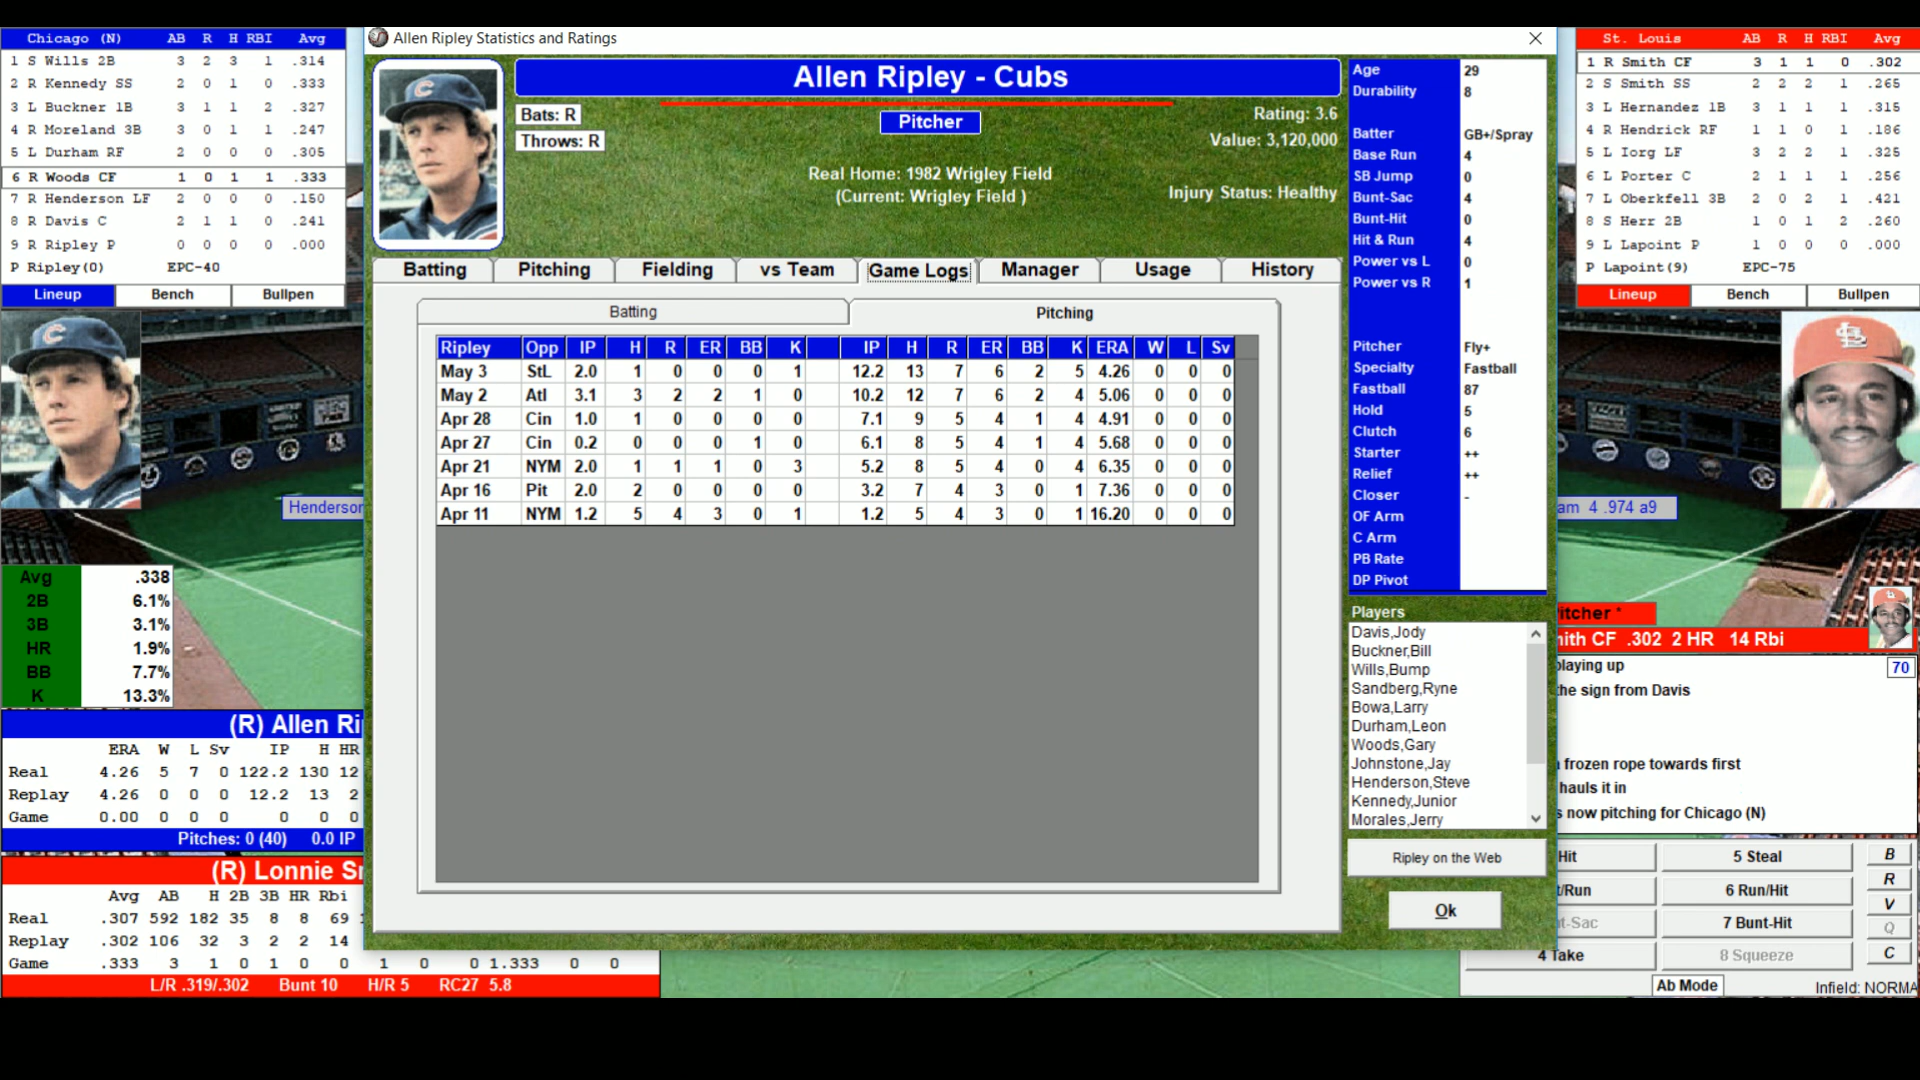 Chicago (N) AB R H RBI Avg
1 S Wills 2B 3 2 3 1 .314
2 R Kennedy SS 2 0 1 0 .333
3 L Buckner 1B 3 1 1 2 .327
4 R Moreland 3B 3 0 1 1 .247
5 L Durham RF 2 0 0 0 .305
6 R Woods CF 1 0 1 1 .333
7 R Henderson LF 2 0 0 0 .150
8 R Davis C 2 1 1 0 .241
9 R Ripley P 0 0 0 0 .000
P Ripley(0) EPC-40
Lineup Bench Bullpen
Henderson
Avg .338
2B 6.1%
3B 3.1%
HR 1.9%
BB 7.7%
K 13.3%
(R) Allen Ri
ERA W L Sv IP H HR
Real 4.26 5 7 0 122.2 130 12
Replay 4.26 0 0 0 12.2 13 2
Game 0.00 0 0 0 0 0 0
Pitches: 0 (40) 0.0 IP
(R) Lonnie Sm
Avg AB H 2B 3B HR Rbi
Real .307 592 182 35 8 8 69 1
Replay .302 106 32 3 2 2 14
Game .333 3 1 0 1 0 0 1 0 0 1.333 0 0
L/R .319/.302 Bunt 10 H/R 5 RC27 5.8
Allen Ripley Statistics and Ratings
Allen Ripley - Cubs
Bats: R
Throws: R
Pitcher
Rating: 3.6
Value: 3,120,000
Real Home: 1982 Wrigley Field
(Current: Wrigley Field )
Injury Status: Healthy
Batting Pitching Fielding vs Team Game Logs Manager Usage History
Batting Pitching
Ripley Opp IP H R ER BB K IP H R ER BB K ERA W L Sv
May 3 StL 2.0 1 0 0 0 1 12.2 13 7 6 2 5 4.26 0 0 0
May 2 Atl 3.1 3 2 2 1 0 10.2 12 7 6 2 4 5.06 0 0 0
Apr 28 Cin 1.0 1 0 0 0 0 7.1 9 5 4 1 4 4.91 0 0 0
Apr 27 Cin 0.2 0 0 0 1 0 6.1 8 5 4 1 4 5.68 0 0 0
Apr 21 NYM 2.0 1 1 1 0 3 5.2 8 5 4 0 4 6.35 0 0 0
Apr 16 Pit 2.0 2 0 0 0 0 3.2 7 4 3 0 1 7.36 0 0 0
Apr 11 NYM 1.2 5 4 3 0 1 1.2 5 4 3 0 1 16.20 0 0 0
Age 29
Durability 8
Batter GB+/Spray
Base Run 4
SB Jump 0
Bunt-Sac 4
Bunt-Hit 0
Hit & Run 4
Power vs L 0
Power vs R 1
Pitcher Fly+
Specialty Fastball
Fastball 87
Hold 5
Clutch 6
Starter ++
Relief ++
Closer -
OF Arm
C Arm
PB Rate
DP Pivot
Players
Davis,Jody
Buckner,Bill
Wills,Bump
Sandberg,Ryne
Bowa,Larry
Durham,Leon
Woods,Gary
Johnstone,Jay
Henderson,Steve
Kennedy,Junior
Morales,Jerry
Ripley on the Web
Ok
St. Louis AB R H RBI Avg
1 R Smith CF 3 1 1 0 .302
2 S Smith SS 2 2 2 1 .265
3 L Hernandez 1B 3 1 1 1 .315
4 R Hendrick RF 1 1 0 1 .186
5 L Iorg LF 3 2 2 1 .325
6 L Porter C 2 1 1 1 .256
7 L Oberkfell 3B 2 0 2 1 .421
8 S Herr 2B 1 0 1 2 .260
9 L Lapoint P 1 0 0 0 .000
P Lapoint(9) EPC-75
Lineup Bench Bullpen
am 4 .974 a9
itcher *
mith CF .302 2 HR 14 Rbi
playing up 70
the sign from Davis
frozen rope towards first
hauls it in
s now pitching for Chicago (N)
Hit 5 Steal B
t/Run 6 Run/Hit R
nt-Sac 7 Bunt-Hit V
Q
4 Take 8 Squeeze C
Ab Mode Infield: NORMA